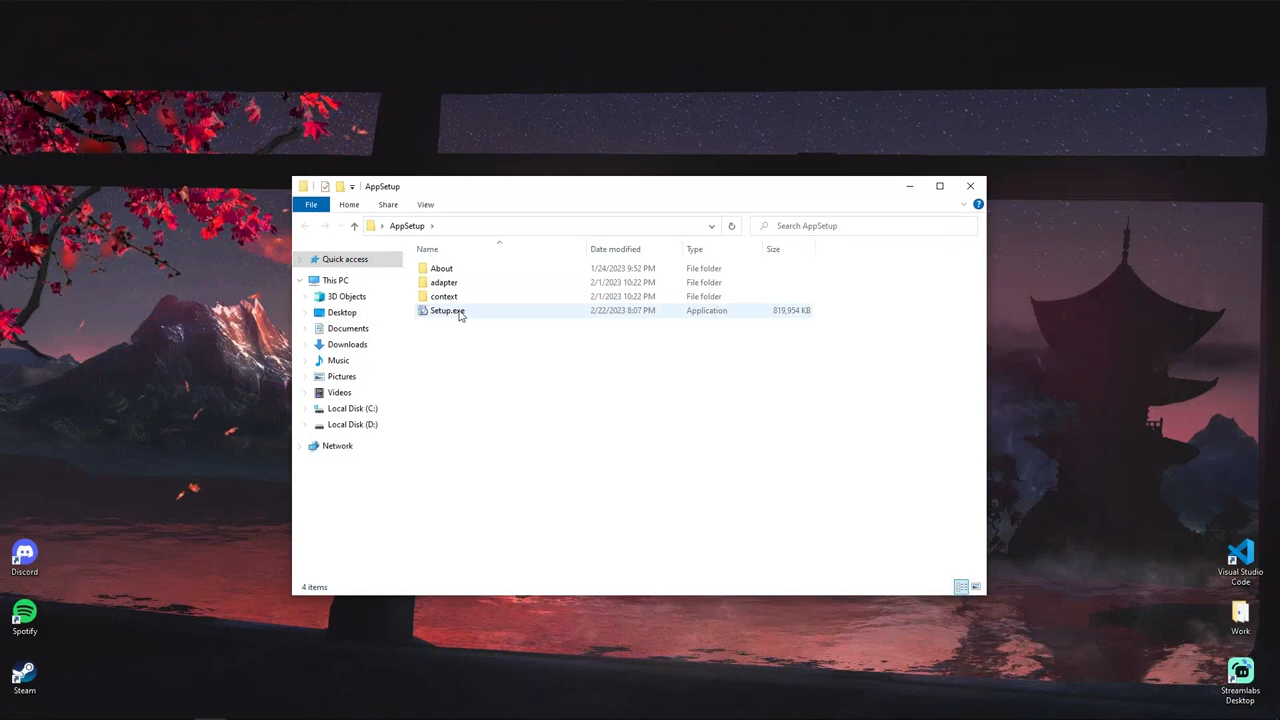 AppSetup
File Home Share View
AppSetup
Search AppSetup
Name Date modified Type Size
Quick access
This PC
3D Objects
Desktop
Documents
Downloads
Music
Pictures
Videos
Local Disk (C:)
Local Disk (D:)
Network
About 1/24/2023 9:52 PM File folder
adapter 2/1/2023 10:22 PM File folder
context 2/1/2023 10:22 PM File folder
Setup.exe 2/22/2023 8:07 PM Application 819,954 KB
4 items
Discord
Spotify
Steam
Visual Studio
Code
Work
Streamlabs
Desktop